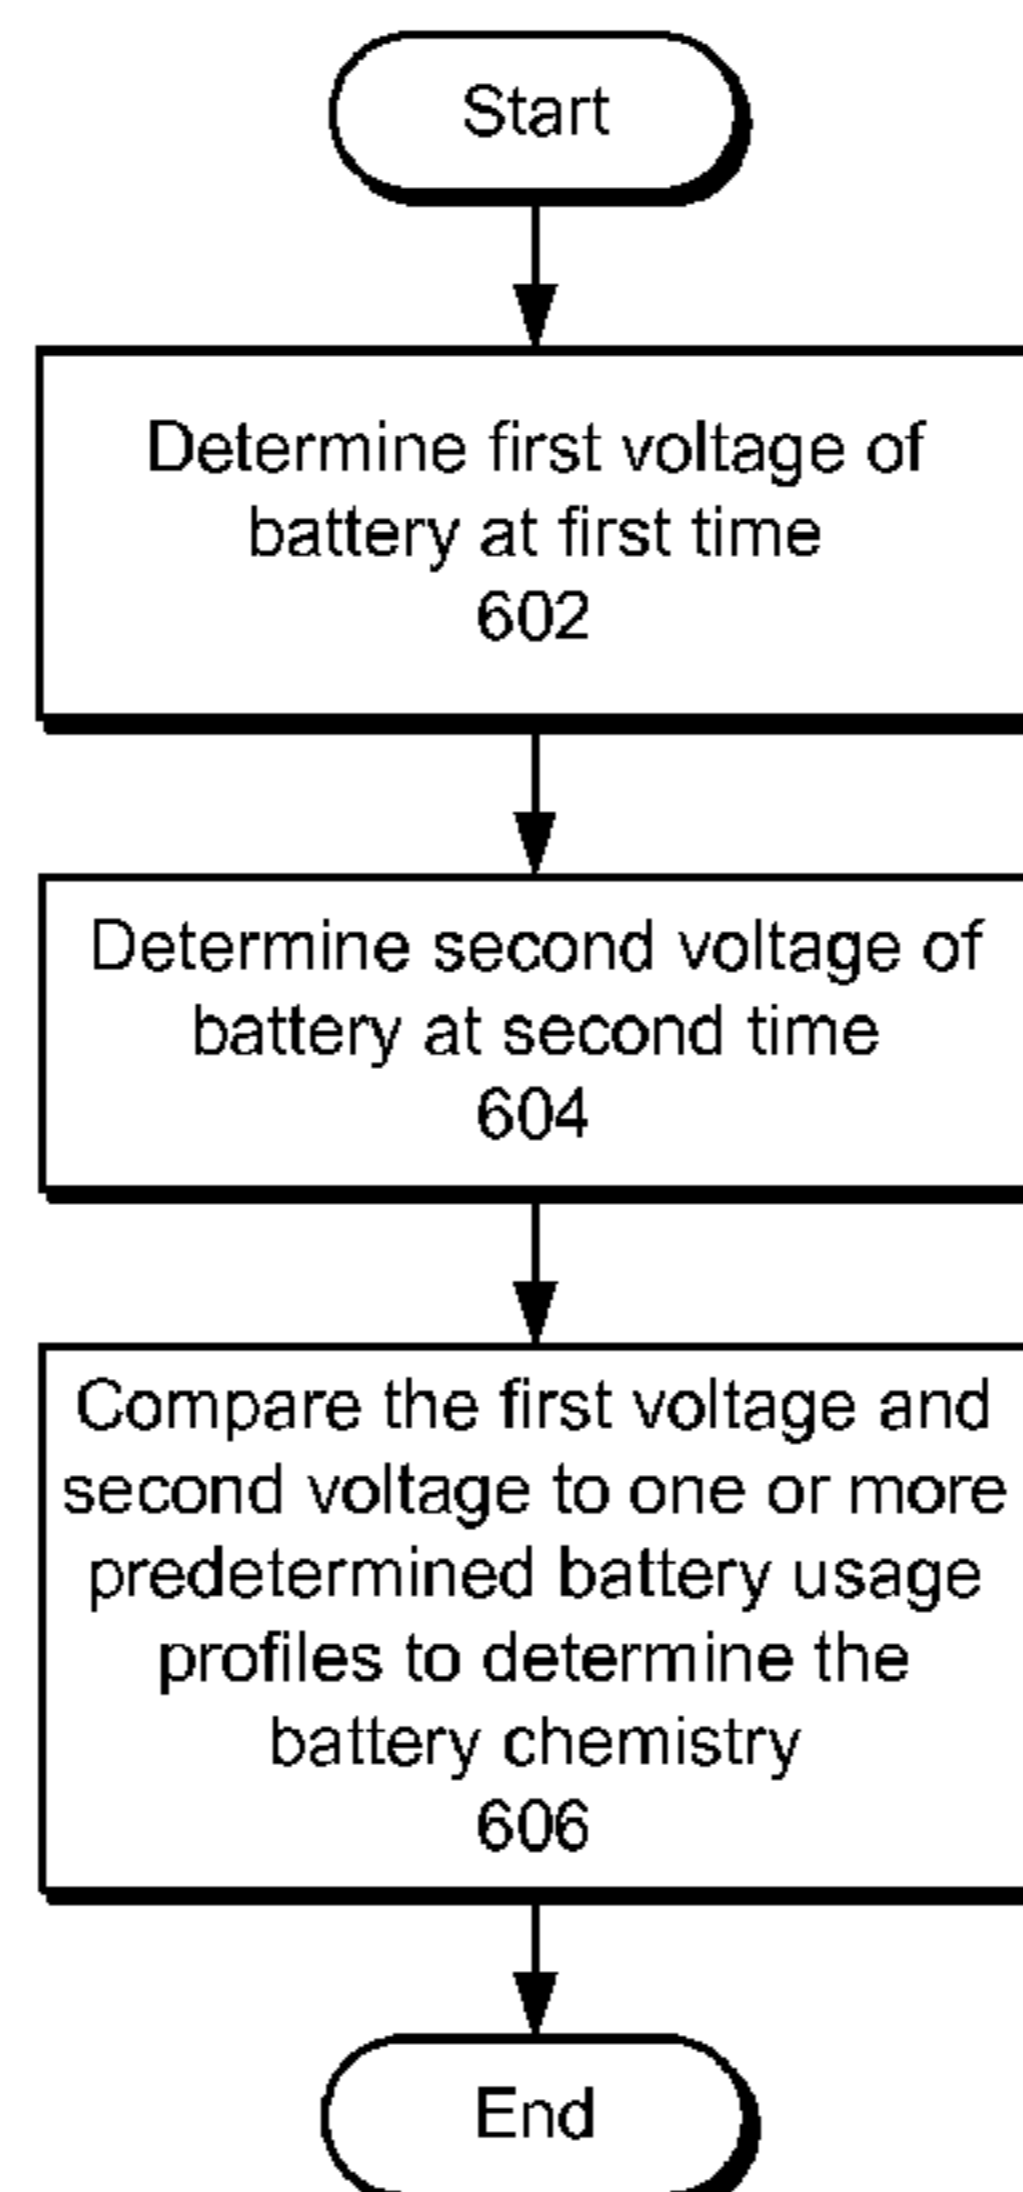 Start
Determine first voltage of
battery at first time
602
Determine second voltage of
battery at second time
604
Compare the first voltage and
second voltage to one or more
predetermined battery usage
profiles to determine the
battery chemistry
606
End